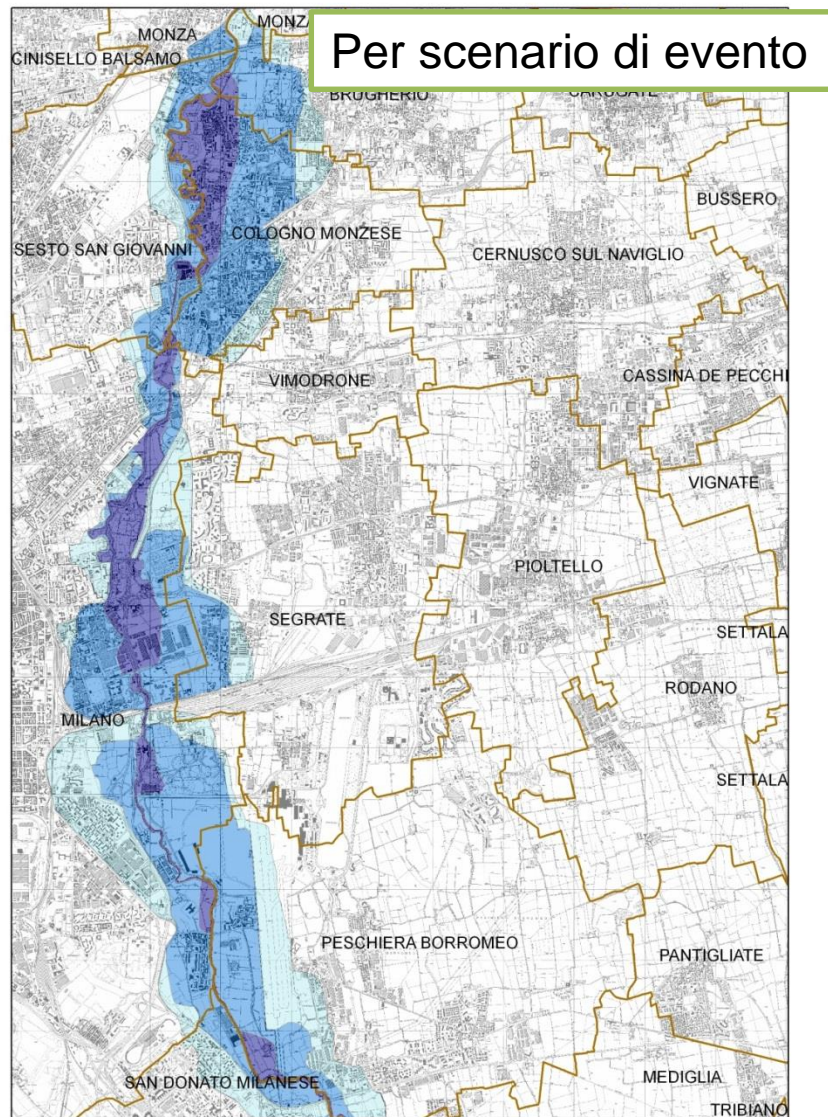 MONZA
MONZA
Per scenario di evento
CINISELLO BALSAMO
BRUGHERIO
CARUGATE
BUSSERO
SESTO SAN GIOVANNI
COLOGNO MONZESE
CERNUSCO SUL NAVIGLIO
VIMODRONE
CASSINA DE PECCHI
VIGNATE
PIOLTELLO
SEGRATE
SETTALA
RODANO
MILANO
SETTALA
PESCHIERA BORROMEO
PANTIGLIATE
SAN DONATO MILANESE
MEDIGLIA
TRIBIANO